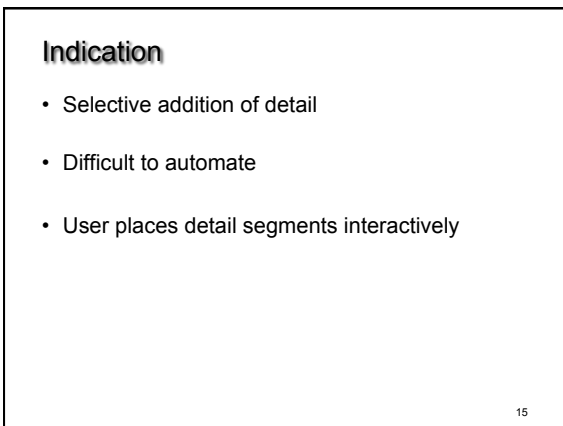 Indication
• Selective addition of detail
• Difficult to automate
• User places detail segments interactively
15